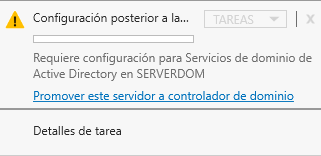 Configuración posterior a la... TAREAS X
Requiere configuración para Servicios de dominio de
Active Directory en SERVERDOM
Promover este servidor a controlador de dominio
Detalles de tarea